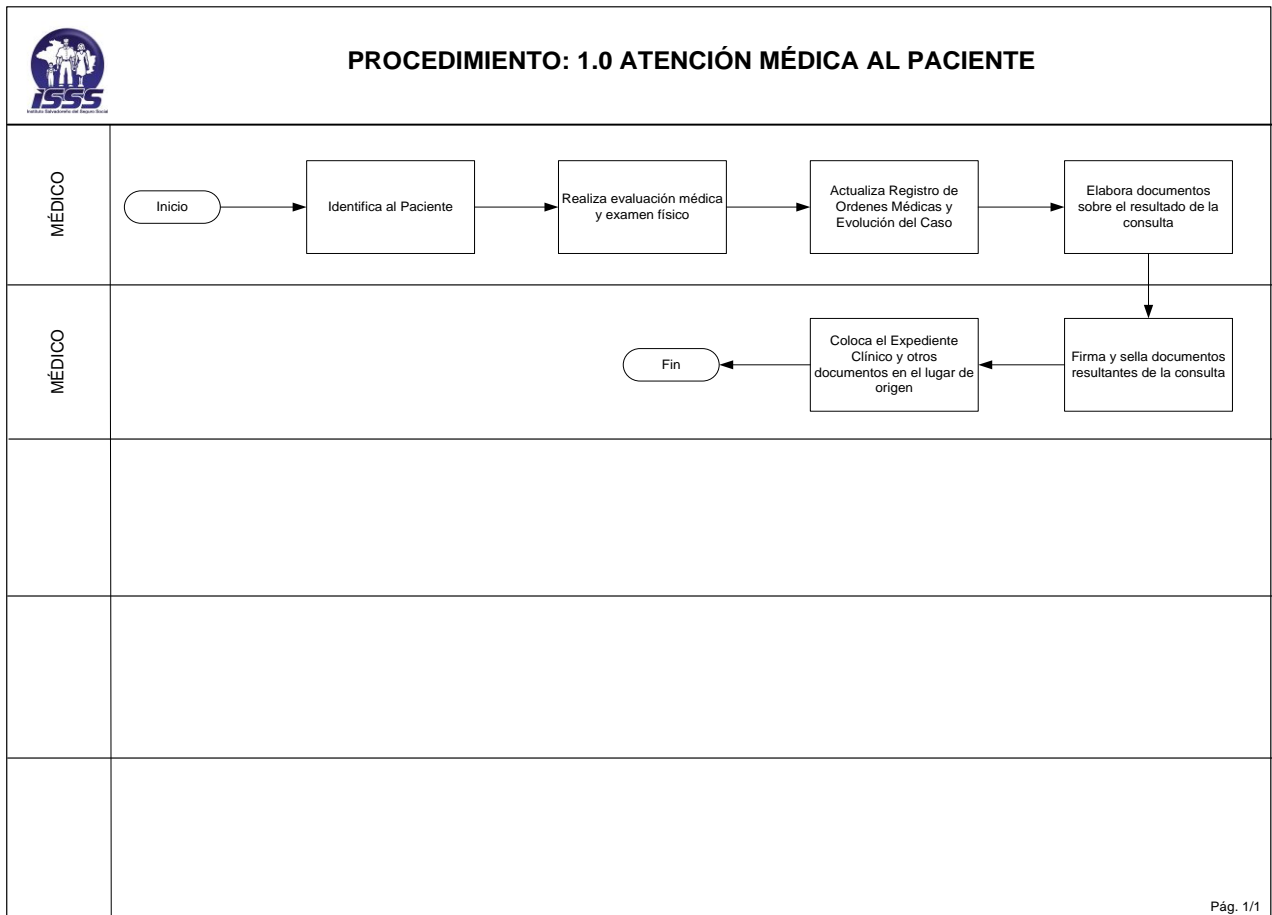 ISSS
Instituto Salvadoreño del Seguro Social
PROCEDIMIENTO: 1.0 ATENCIÓN MÉDICA AL PACIENTE
MÉDICO
Inicio
Identifica al Paciente
Realiza evaluación médica
y examen físico
Actualiza Registro de
Ordenes Médicas y
Evolución del Caso
Elabora documentos
sobre el resultado de la
consulta
MÉDICO
Fin
Coloca el Expediente
Clínico y otros
documentos en el lugar de
origen
Firma y sella documentos
resultantes de la consulta
Pág. 1/1